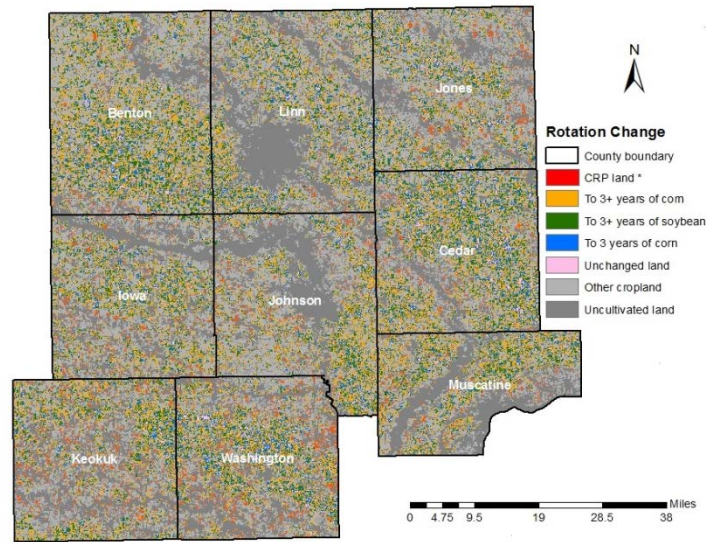 N
Benton
Linn
Jones
Iowa
Johnson
Cedar
Keokuk
Washington
Muscatine
Rotation Change
County boundary
CRP land *
To 3+ years of corn
To 3+ years of soybean
To 3 years of corn
Unchanged land
Other cropland
Uncultivated land
Miles
0 4.75 9.5 19 28.5 38